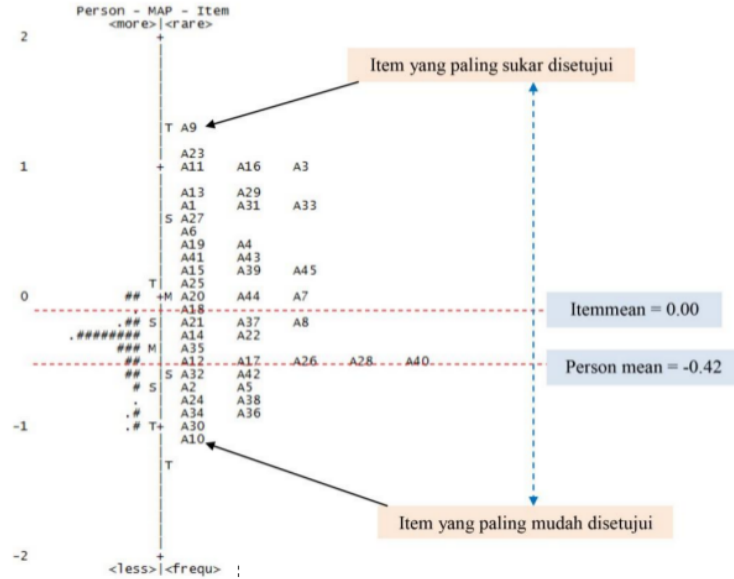 Person - MAP - Item
<more>|<rare>
2 +
Item yang paling sukar disetujui
|T A9
A23
1 + A11 A16 A3
A13 A29
A1 A31 A33
|S A27
A6
A19 A4
A41 A43
A15 A39 A45
T| A25
0 ## +M A20 A44 A7
Itemmean = 0.00
. A18
.## S| A21 A37 A8
.######## A14 A22
### M| A35
## A12 A17 A26 A28 A40
Person mean = -0.42
## |S A32 A42
# S| A2 A5
. A24 A38
.# A34 A36
-1 .# T+ A30
A10
|T
Item yang paling mudah disetujui
-2 +
<less>|<frequ>